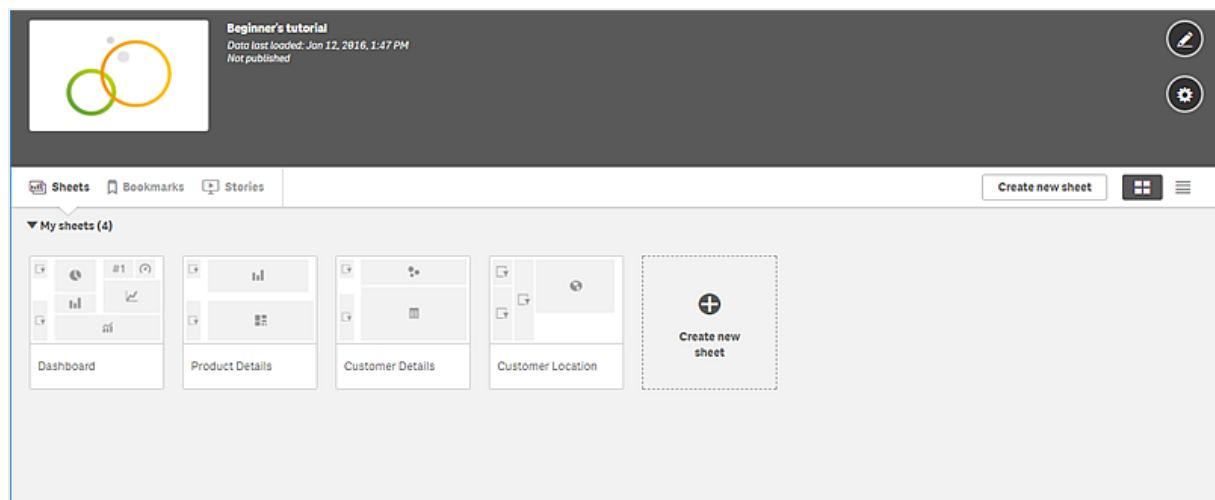 Beginner's tutorial
Data last loaded: Jan 12, 2016, 1:47 PM
Not published
Sheets Bookmarks Stories
Create new sheet
My sheets (4)
#1
Dashboard
Product Details
Customer Details
Customer Location
Create new
sheet